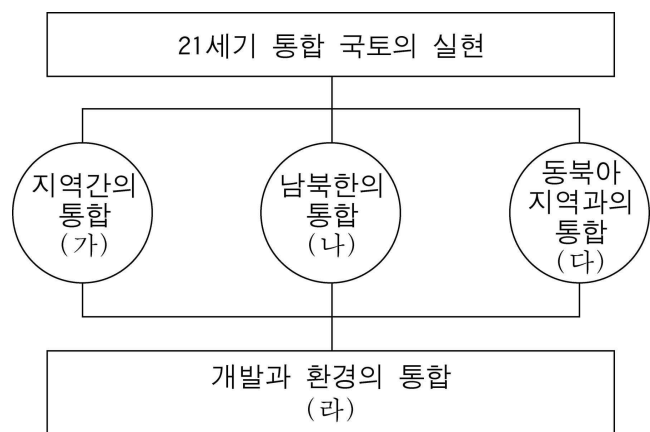 21세기 통합 국토의 실현
지역간의
통합
(가)
남북한의
통합
(나)
동북아
지역과의
통합
(다)
개발과 환경의 통합
(라)